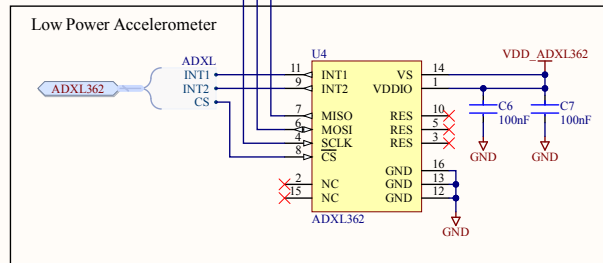 Low Power Accelerometer
ADXL362
ADXL
INT1
INT2
CS
U4
11 INT1
9 INT2
7 MISO
6 MOSI
4 SCLK
8 CS
2 NC
15 NC
VS 14
VDDIO 1
RES 10
RES 5
RES 3
GND 16
GND 13
GND 12
ADXL362
VDD_ADXL362
C6
100nF
C7
100nF
GND
GND
GND